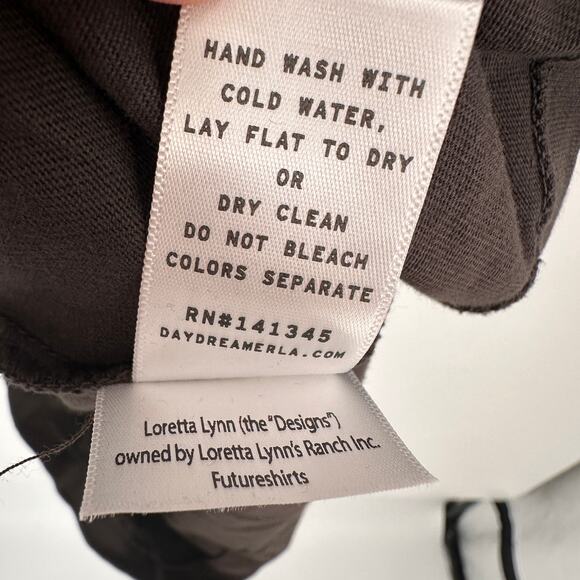 HAND WASH WITH
COLD WATER,
LAY FLAT TO DRY
OR
DRY CLEAN
DO NOT BLEACH
COLORS SEPARATE
RN#141345
DAYDREAMERLA.COM
Loretta Lynn (the "Designs")
owned by Loretta Lynn's Ranch Inc.
Futureshirts